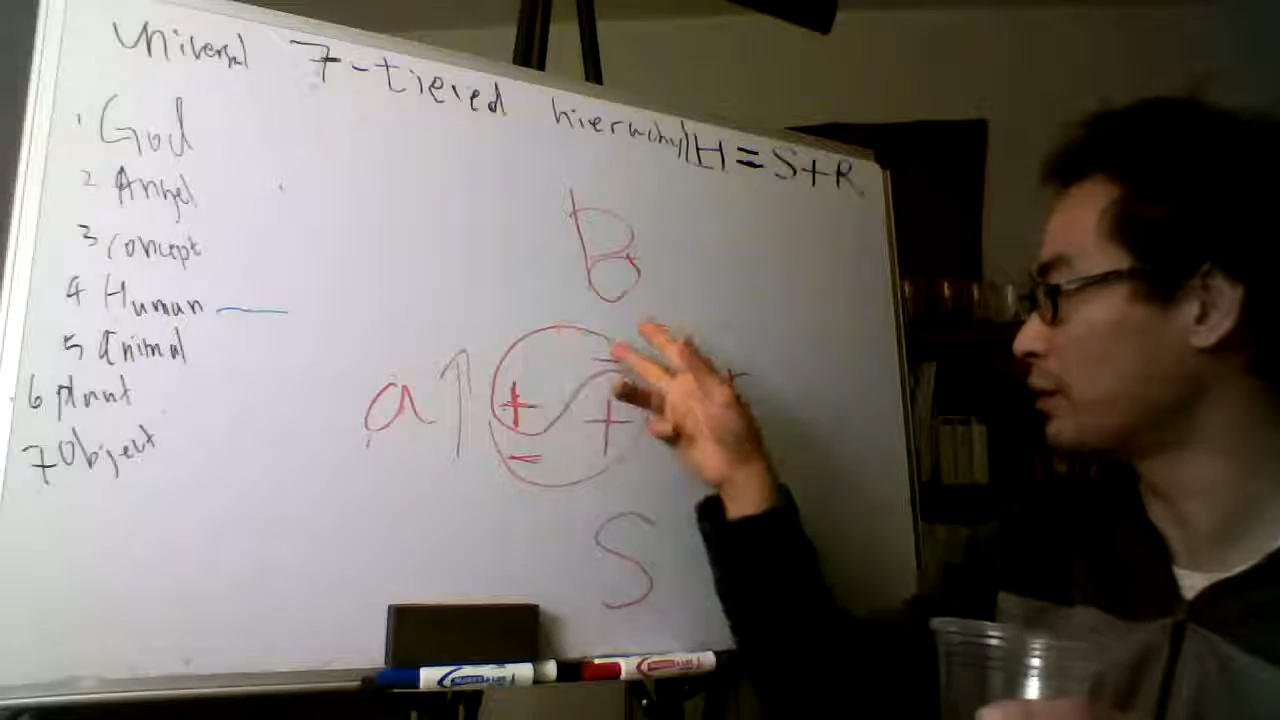 Universal 7-tiered hierarchy H = S+R
1 God
2 Angel
3 Concept
4 Human
5 Animal
6 Plant
7 Object
B
a ↑ + - + -
S